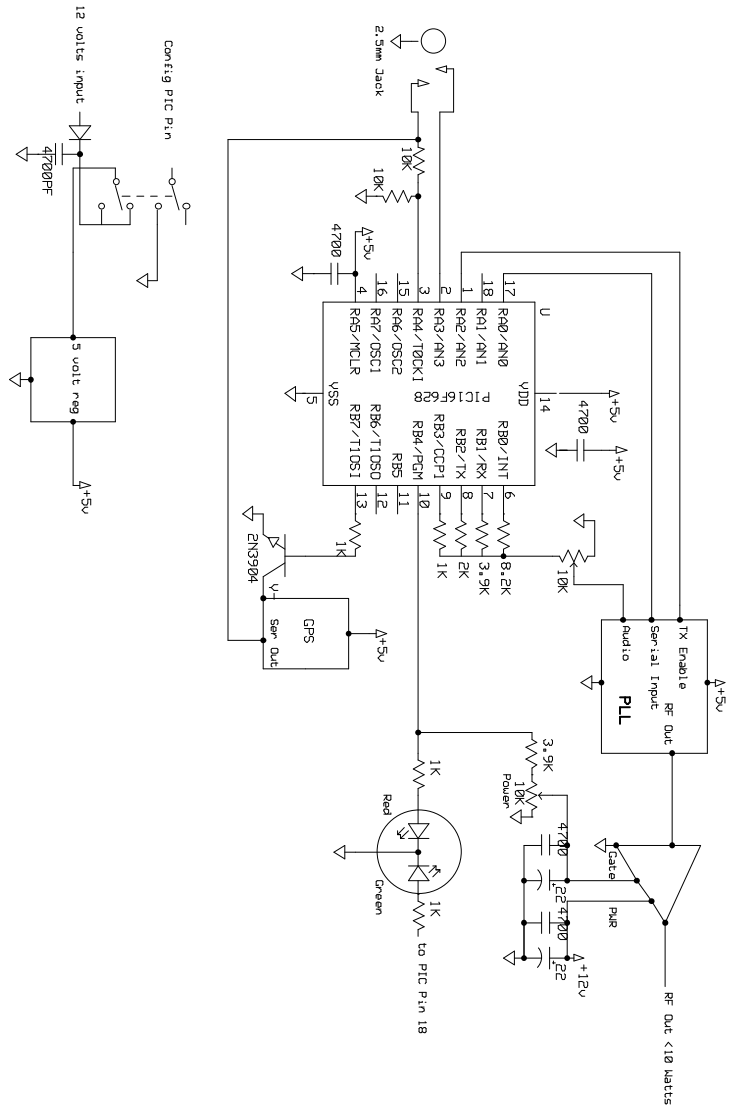 12 volts input
Config PIC Pin
4700PF
5 volt reg
+5v
2.5mm Jack
10K
10K
+5v
4700
U
PIC16F628
17
RA0/AN0
18
RA1/AN1
1
RA2/AN2
2
RA3/AN3
3
RA4/T0CKI
15
RA6/OSC2
16
RA7/OSC1
4
RA5/MCLR
VDD
14
+5v
4700
+5v
VSS
5
RB0/INT
6
RB1/RX
7
RB2/TX
8
RB3/CCP1
9
RB4/PGM
10
RB5
11
RB6/T1OSO
12
RB7/T1OSI
13
8.2K
3.9K
2K
1K
10K
1K
2N3904
V-
GPS
Ser Out
+5v
TX Enable
Serial Input
Audio
RF Out
PLL
+5v
3.9K
10K
Power
1K
Red
Green
1K
to PIC Pin 18
4700
+22
4700
+22
+12v
Gate
PWR
RF Out <10 Watts